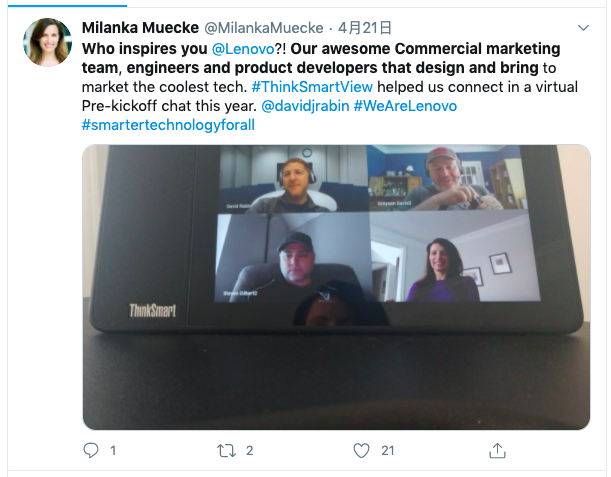 Milanka Muecke @MilankaMuecke · 4月21日
Who inspires you @Lenovo?! Our awesome Commercial marketing
team, engineers and product developers that design and bring to
market the coolest tech. #ThinkSmartView helped us connect in a virtual
Pre-kickoff chat this year. @davidjrabin #WeAreLenovo
#smartertechnologyforall
David Rabin
ThinkSmart
1 2 21